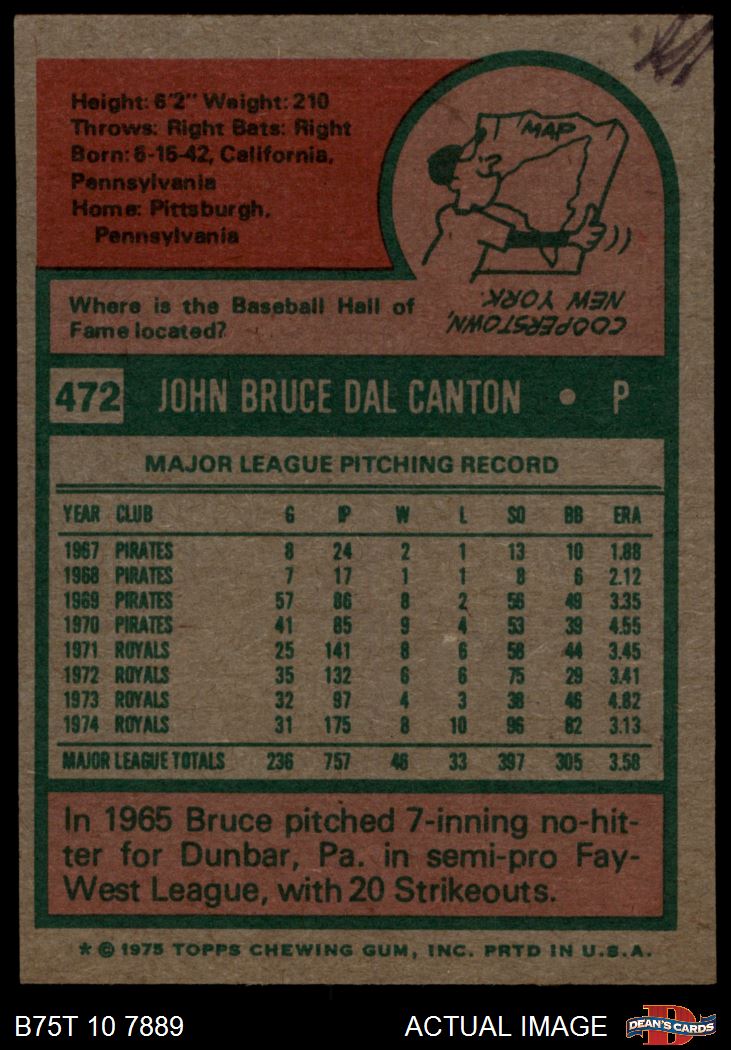 Height: 6'2" Weight: 210
Throws: Right Bats: Right
Born: 6-15-42, California,
Pennsylvania
Home: Pittsburgh,
Pennsylvania
MAP
COOPERSTOWN,
NEW YORK.
Where is the Baseball Hall of
Fame located?
472 JOHN BRUCE DAL CANTON • P
MAJOR LEAGUE PITCHING RECORD
YEAR CLUB G IP W L SO BB ERA
1967 PIRATES 8 24 2 1 13 10 1.88
1968 PIRATES 7 17 1 1 8 6 2.12
1969 PIRATES 57 86 8 2 56 49 3.35
1970 PIRATES 41 85 9 4 53 39 4.55
1971 ROYALS 25 141 8 6 58 44 3.45
1972 ROYALS 35 132 6 6 75 29 3.41
1973 ROYALS 32 97 4 3 38 46 4.82
1974 ROYALS 31 175 8 10 96 82 3.13
MAJOR LEAGUE TOTALS 236 757 46 33 397 305 3.58
In 1965 Bruce pitched 7-inning no-hit-
ter for Dunbar, Pa. in semi-pro Fay-
West League, with 20 Strikeouts.
* © 1975 TOPPS CHEWING GUM, INC. PRTD IN U.S.A.
B75T 10 7889 ACTUAL IMAGE
DEAN'S CARDS